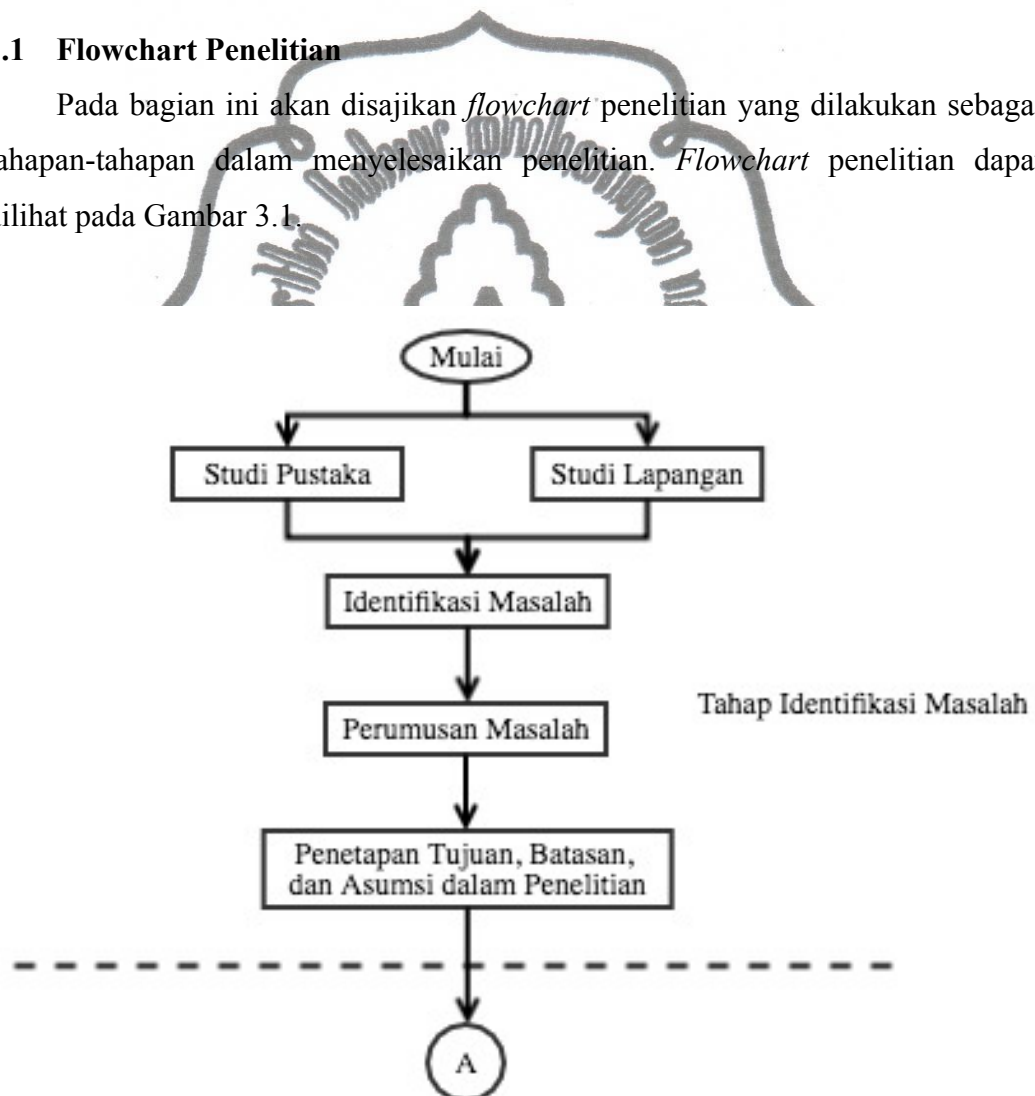 .1 Flowchart Penelitian
Pada bagian ini akan disajikan flowchart penelitian yang dilakukan sebaga
ahapan-tahapan dalam menyelesaikan penelitian. Flowchart penelitian dapa
ilihat pada Gambar 3.1.
Mulai
Studi Pustaka
Studi Lapangan
Identifikasi Masalah
Perumusan Masalah
Tahap Identifikasi Masalah
Penetapan Tujuan, Batasan,
dan Asumsi dalam Penelitian
A